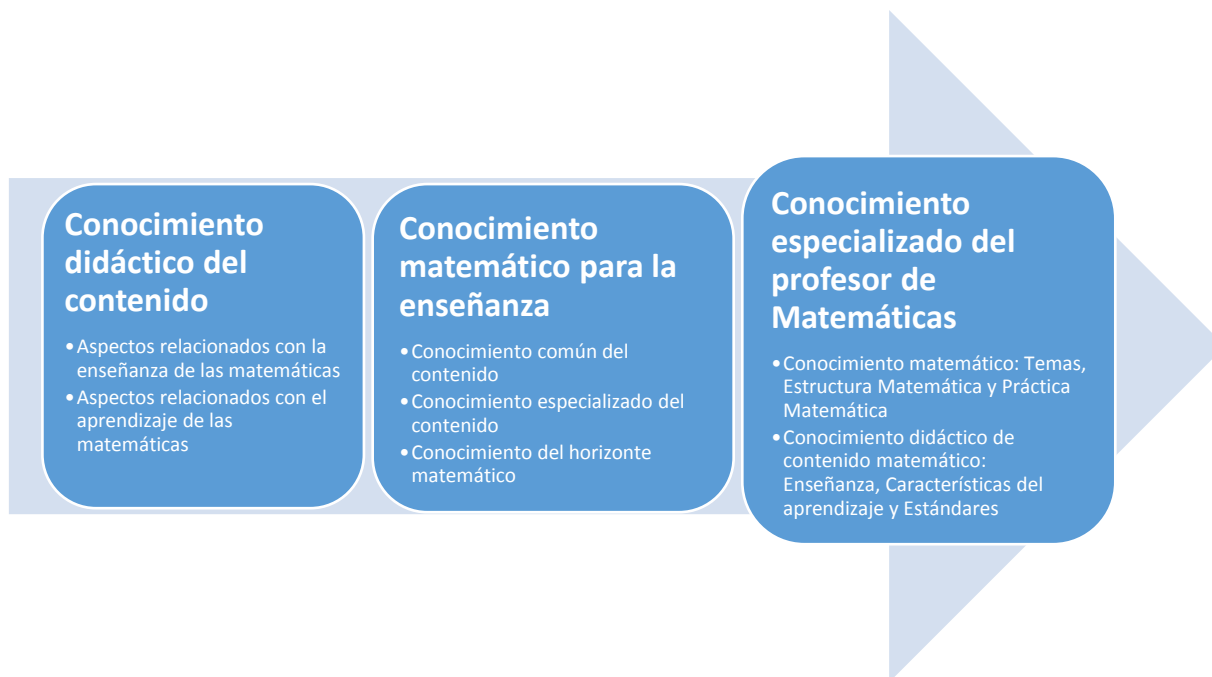 Conocimiento
didáctico del
contenido
•Aspectos relacionados con la
enseñanza de las matemáticas
•Aspectos relacionados con el
aprendizaje de las
matemáticas
Conocimiento
matemático para la
enseñanza
•Conocimiento común del
contenido
•Conocimiento especializado del
contenido
•Conocimiento del horizonte
matemático
Conocimiento
especializado del
profesor de
Matemáticas
•Conocimiento matemático: Temas,
Estructura Matemática y Práctica
Matemática
•Conocimiento didáctico de
contenido matemático:
Enseñanza, Características del
aprendizaje y Estándares